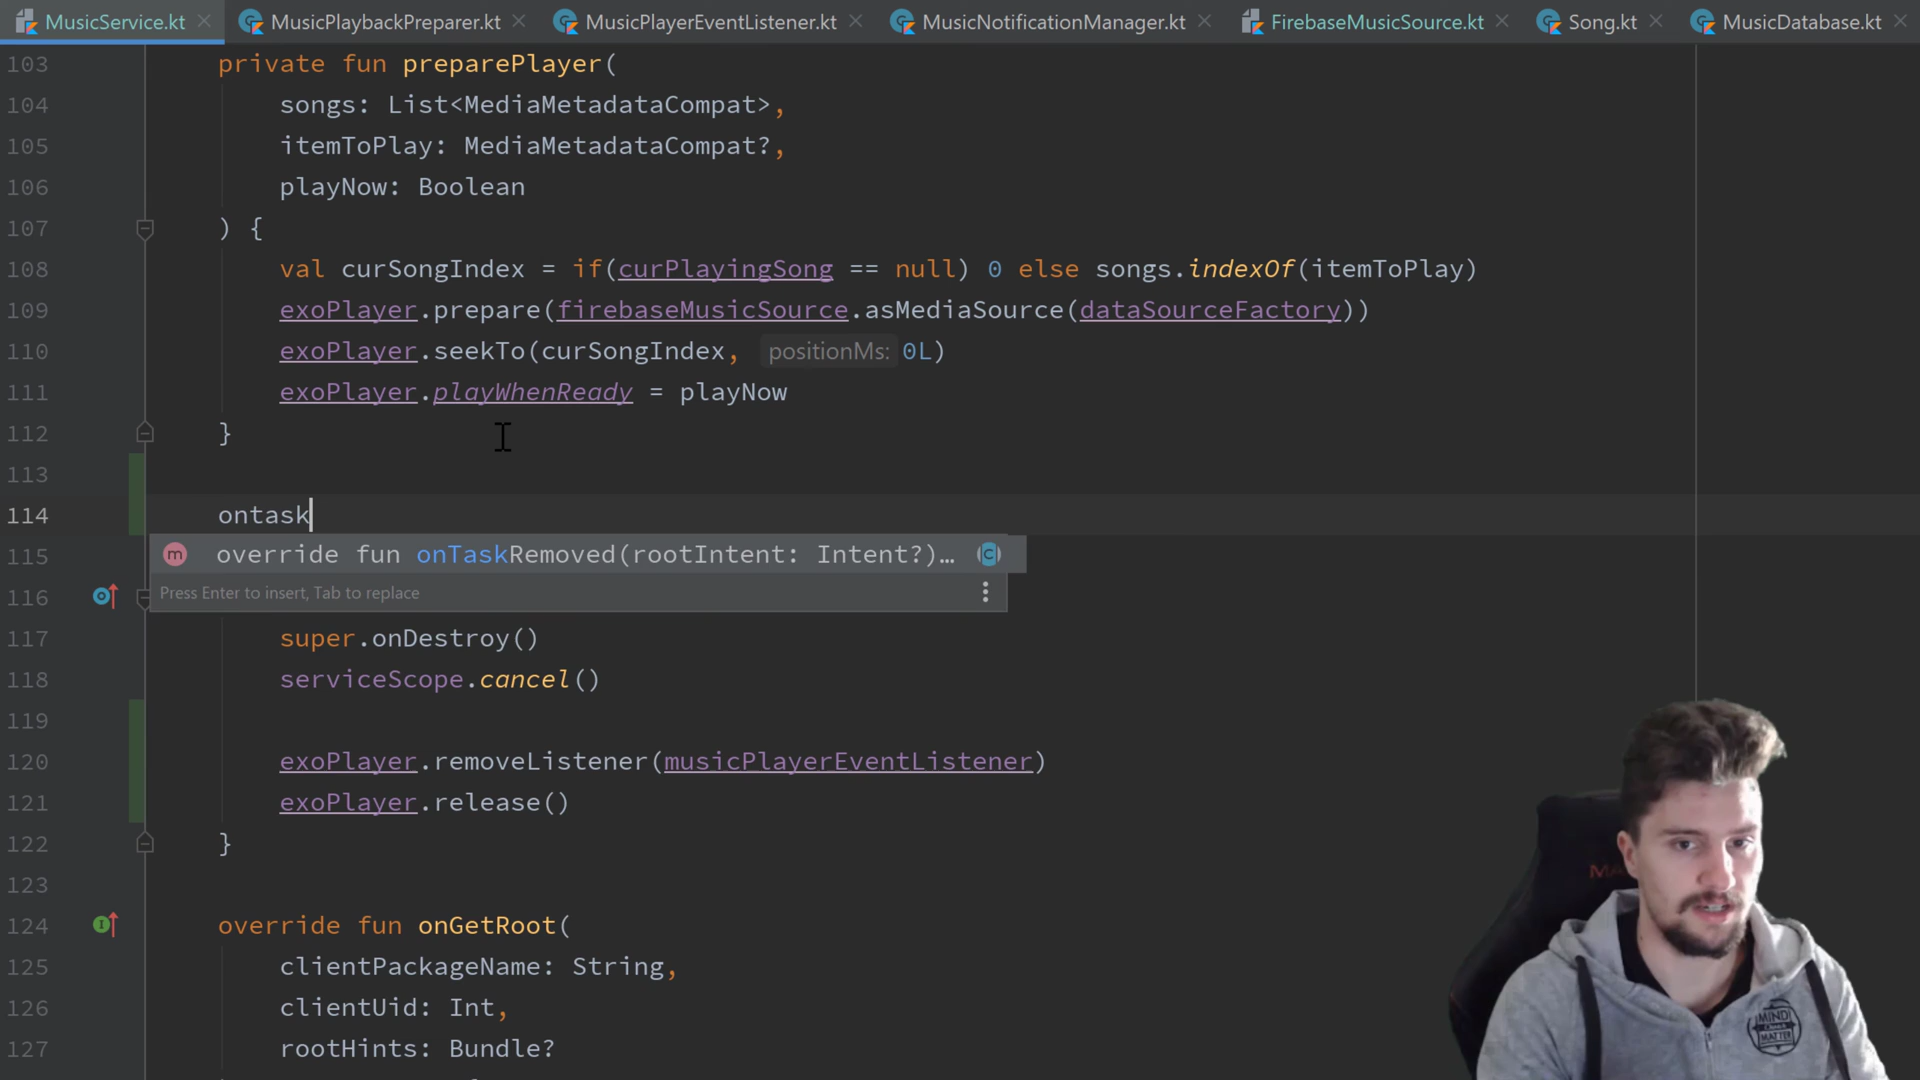 MusicService.kt MusicPlaybackPreparer.kt MusicPlayerEventListener.kt MusicNotificationManager.kt FirebaseMusicSource.kt Song.kt MusicDatabase.kt
103 private fun preparePlayer(
104 songs: List<MediaMetadataCompat>,
105 itemToPlay: MediaMetadataCompat?,
106 playNow: Boolean
107 ) {
108 val curSongIndex = if(curPlayingSong == null) 0 else songs.indexOf(itemToPlay)
109 exoPlayer.prepare(firebaseMusicSource.asMediaSource(dataSourceFactory))
110 exoPlayer.seekTo(curSongIndex, positionMs: 0L)
111 exoPlayer.playWhenReady = playNow
112 }
113
114 ontask
115 override fun onTaskRemoved(rootIntent: Intent?)…
116 Press Enter to insert, Tab to replace
117 super.onDestroy()
118 serviceScope.cancel()
119
120 exoPlayer.removeListener(musicPlayerEventListener)
121 exoPlayer.release()
122 }
123
124 override fun onGetRoot(
125 clientPackageName: String,
126 clientUid: Int,
127 rootHints: Bundle?
MIND
MATTER